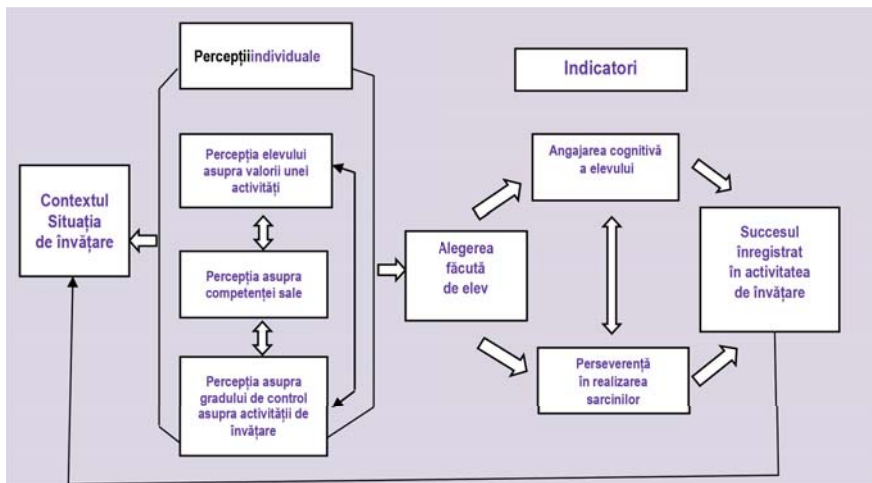 Percepțiiindividuale
Indicatori
Contextul
Situația
de învățare
Percepția elevului
asupra valorii unei
activități
Percepția asupra
competenței sale
Percepția asupra
gradului de control
asupra activității de
învățare
Alegerea
făcută
de elev
Angajarea cognitivă
a elevului
Perseverență
în realizarea
sarcinilor
Succesul
înregistrat
în activitatea
de învățare